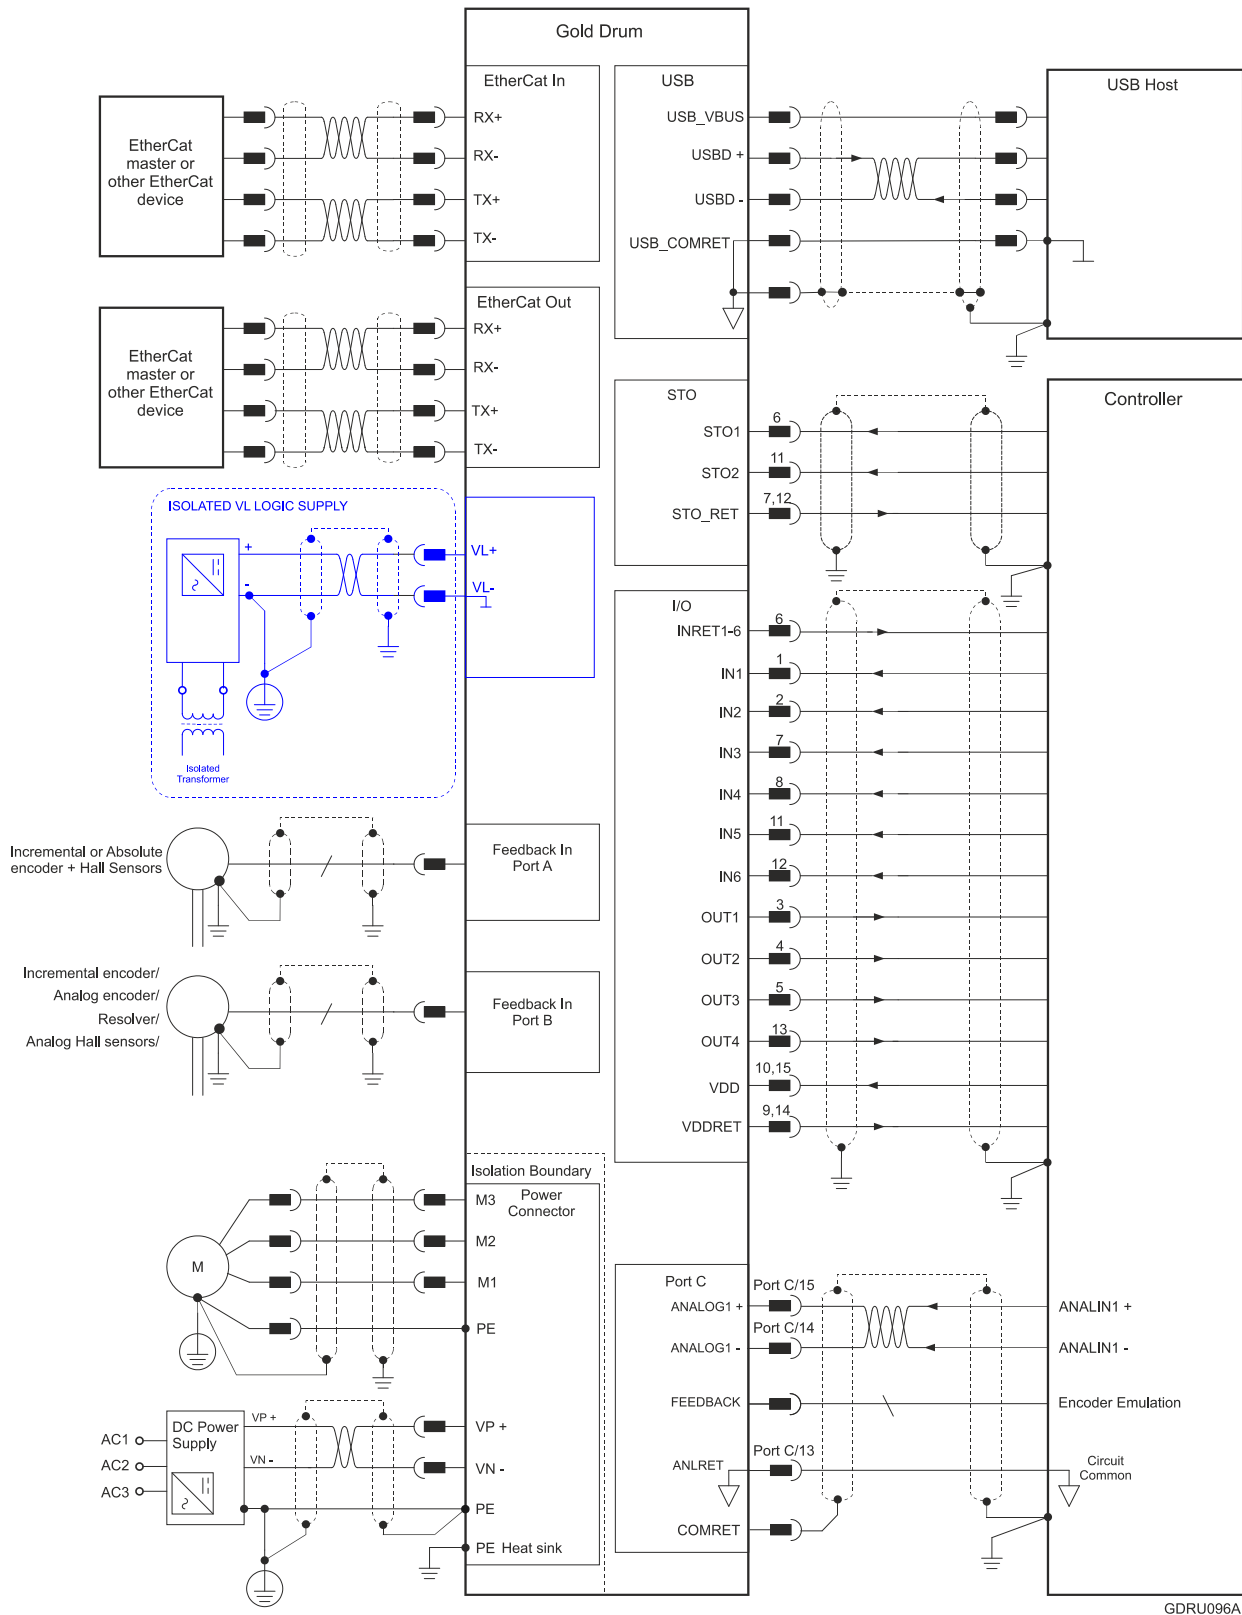 Gold Drum
EtherCat In
RX+
RX-
TX+
TX-
EtherCat
master or
other EtherCat
device
EtherCat Out
RX+
RX-
TX+
TX-
EtherCat
master or
other EtherCat
device
ISOLATED VL LOGIC SUPPLY
+
-
VL+
VL-
Isolated
Transformer
Incremental or Absolute
encoder + Hall Sensors
Feedback In
Port A
Incremental encoder/
Analog encoder/
Resolver/
Analog Hall sensors/
Feedback In
Port B
Isolation Boundary
Power
Connector
M
M3
M2
M1
PE
DC Power
Supply
AC1
AC2
AC3
VP +
VN -
VP +
VN -
PE
PE Heat sink
USB
USB_VBUS
USBD +
USBD -
USB_COMRET
USB Host
STO
STO1
6
STO2
11
STO_RET
7,12
Controller
I/O
INRET1-6
6
IN1
1
IN2
2
IN3
7
IN4
8
IN5
11
IN6
12
OUT1
3
OUT2
4
OUT3
5
OUT4
13
VDD
10,15
VDDRET
9,14
Port C
ANALOG1 +
Port C/15
ANALIN1 +
ANALOG1 -
Port C/14
ANALIN1 -
FEEDBACK
Encoder Emulation
ANLRET
Port C/13
Circuit
Common
COMRET
GDRU096A